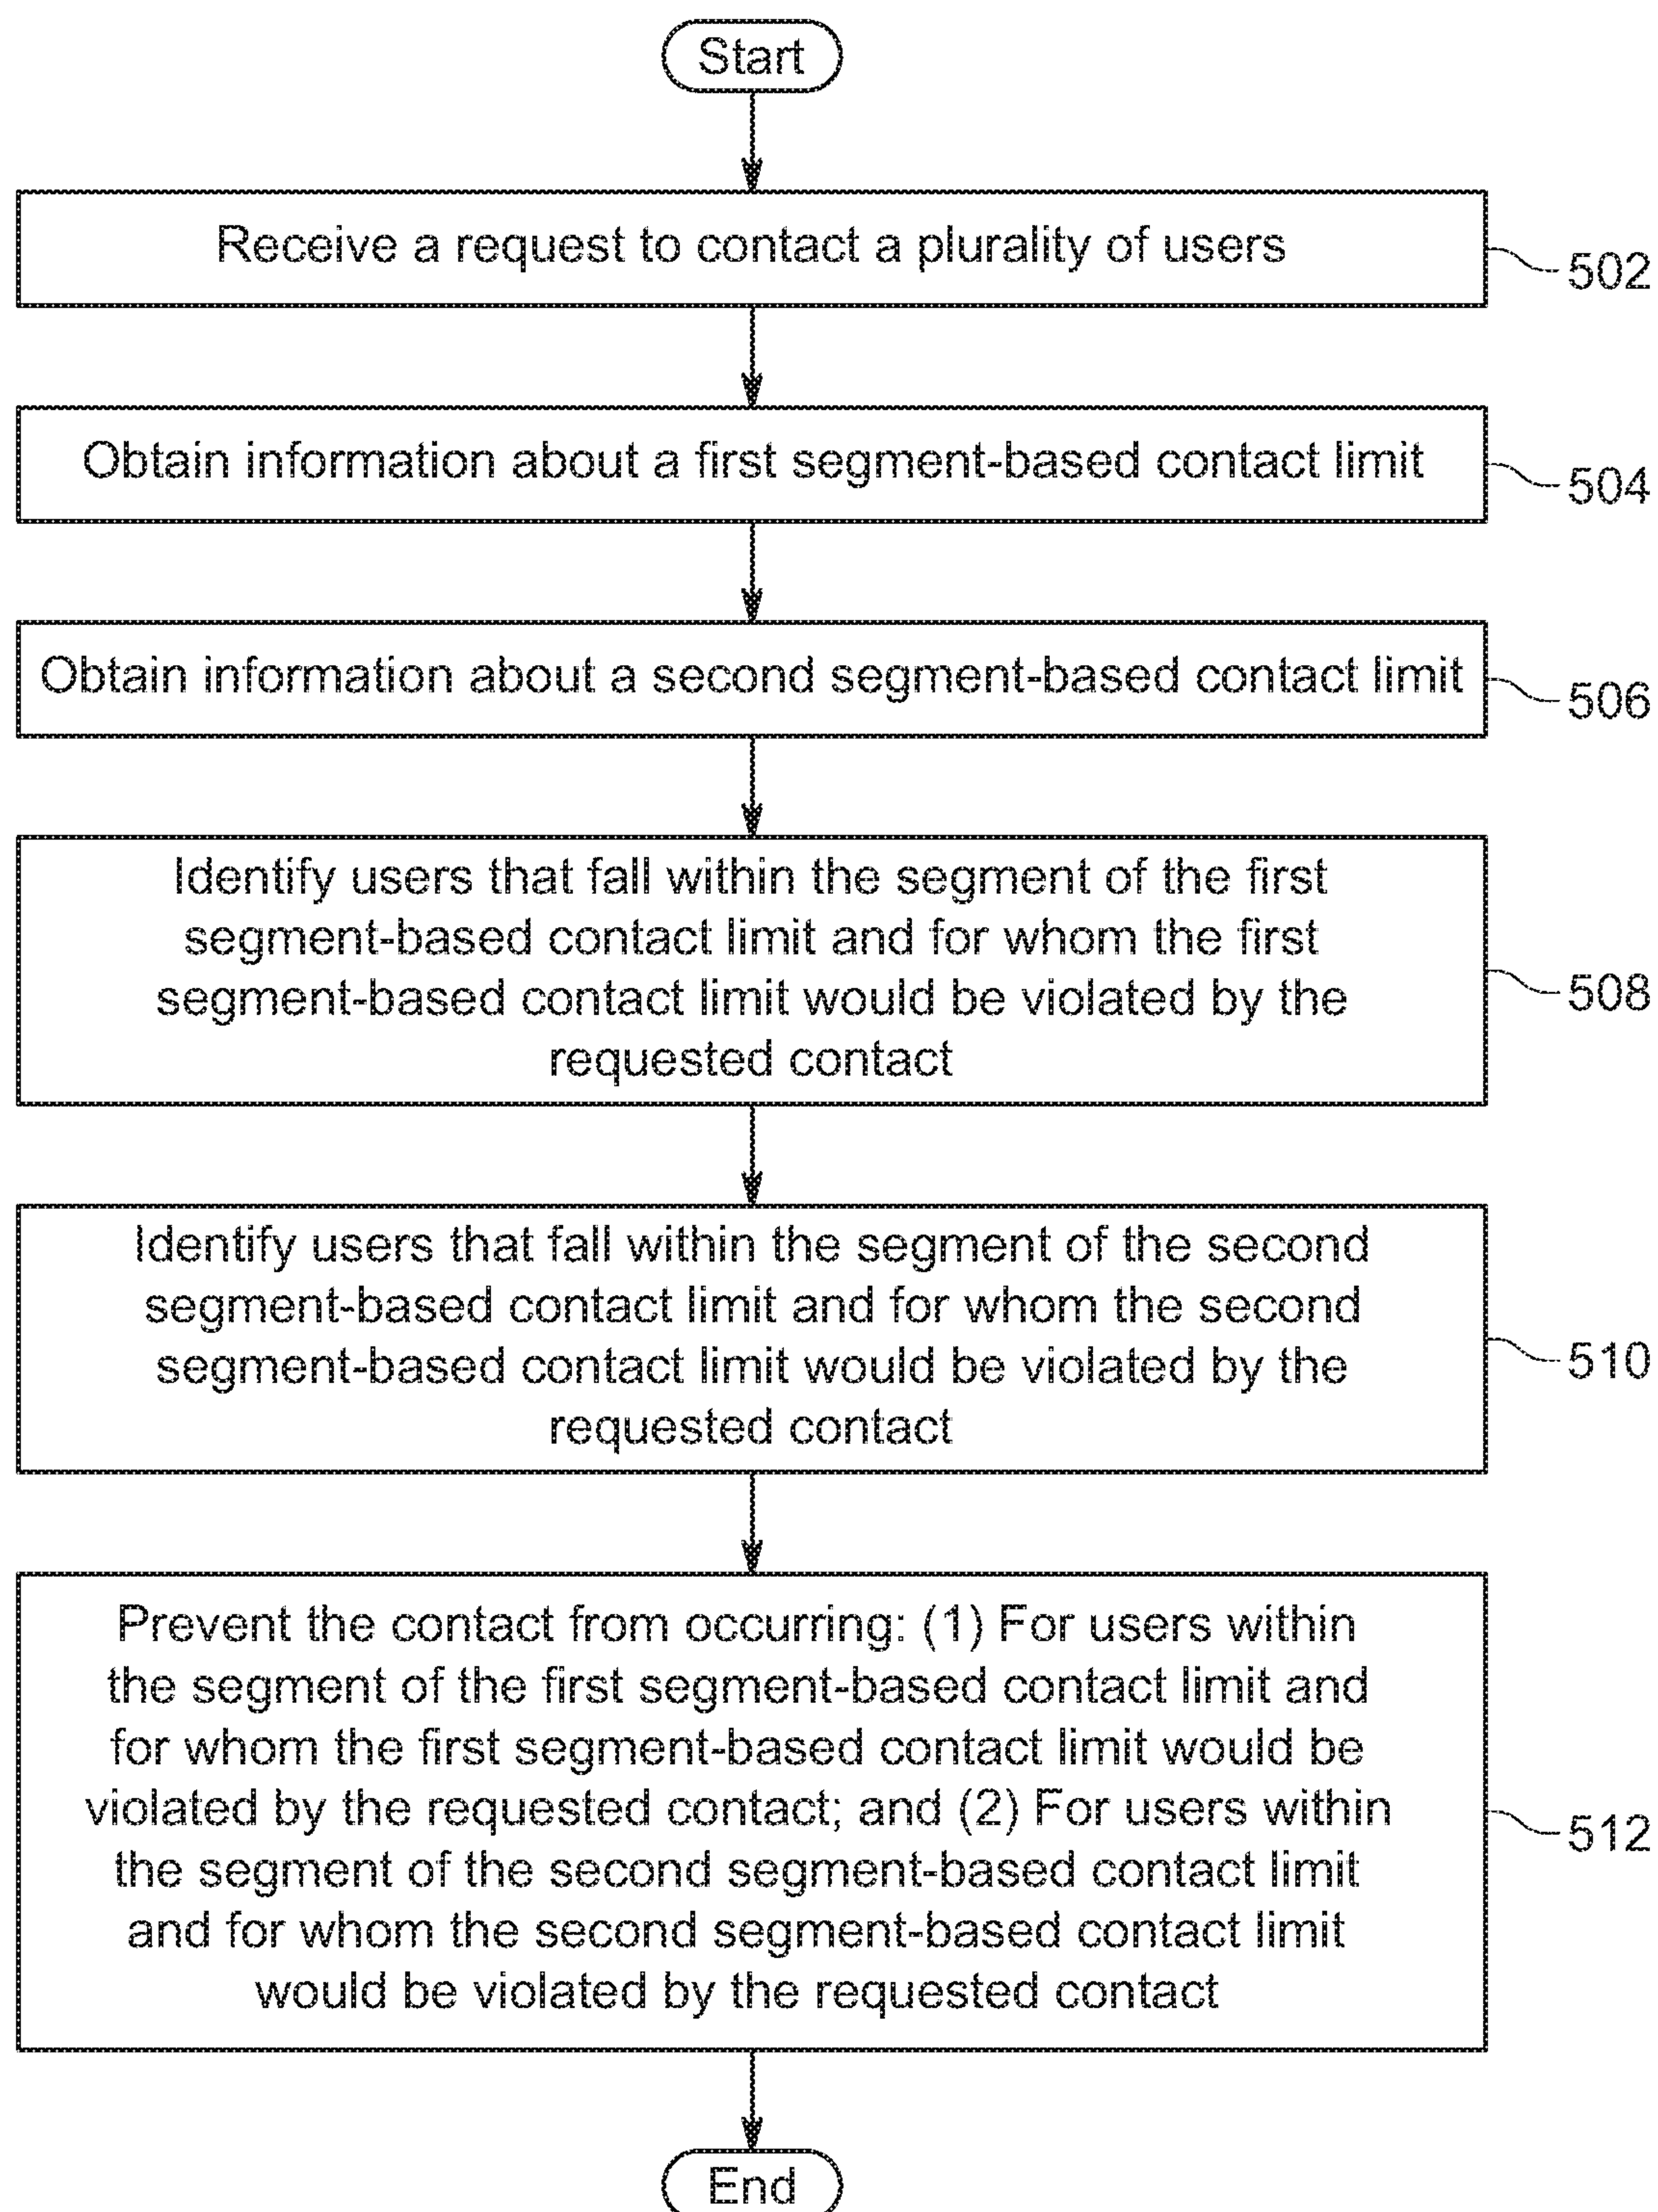 Start
Receive a request to contact a plurality of users
502
Obtain information about a first segment-based contact limit
504
Obtain information about a second segment-based contact limit
506
Identify users that fall within the segment of the first
segment-based contact limit and for whom the first
segment-based contact limit would be violated by the
requested contact
508
Identify users that fall within the segment of the second
segment-based contact limit and for whom the second
segment-based contact limit would be violated by the
requested contact
510
Prevent the contact from occurring: (1) For users within
the segment of the first segment-based contact limit and
for whom the first segment-based contact limit would be
violated by the requested contact; and (2) For users within
the segment of the second segment-based contact limit
and for whom the second segment-based contact limit
would be violated by the requested contact
512
End